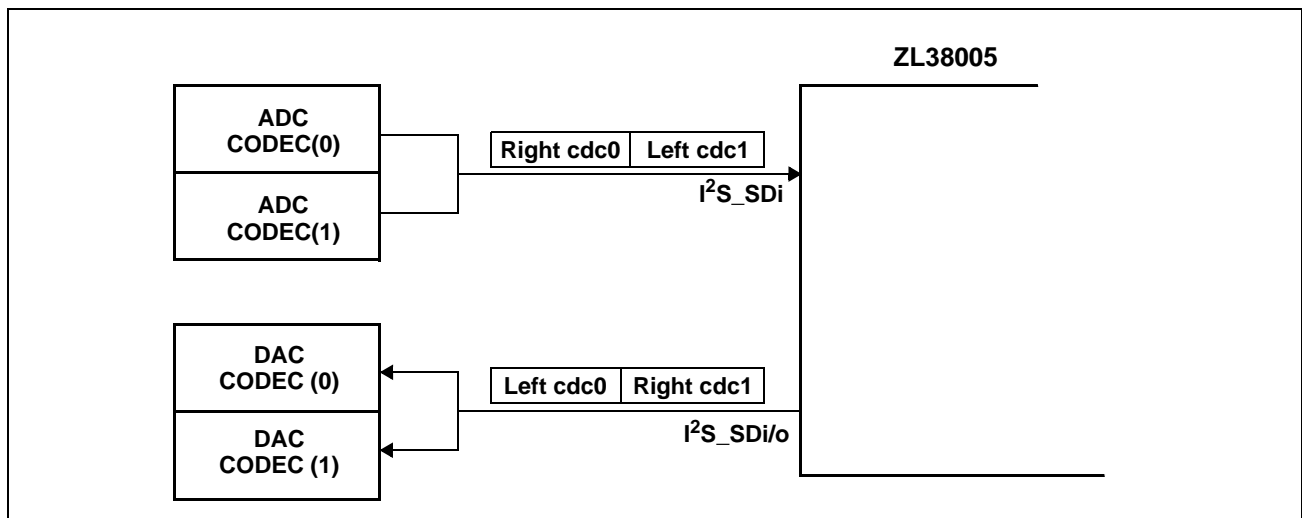 ZL38005
ADC
CODEC(0)
ADC
CODEC(1)
Right cdc0 Left cdc1
I²S_SDi
DAC
CODEC (0)
DAC
CODEC (1)
Left cdc0 Right cdc1
I²S_SDi/o